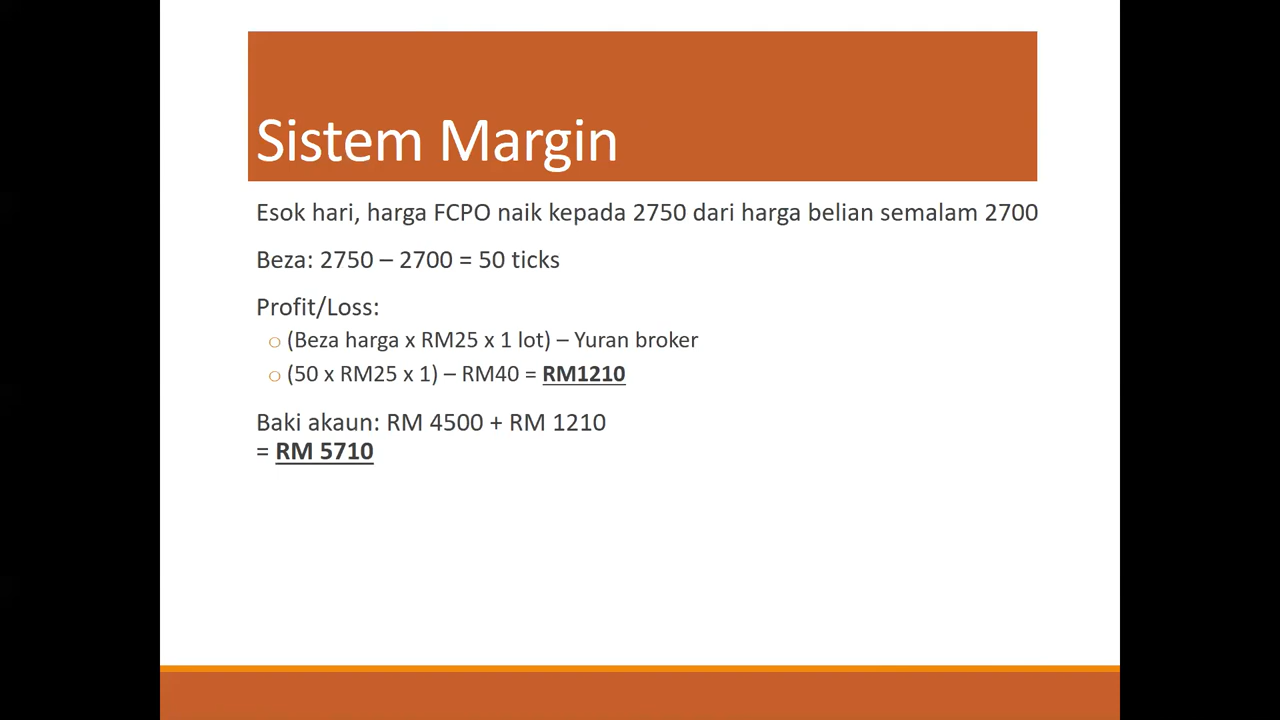 Sistem Margin
Esok hari, harga FCPO naik kepada 2750 dari harga belian semalam 2700
Beza: 2750 – 2700 = 50 ticks
Profit/Loss:
○ (Beza harga x RM25 x 1 lot) – Yuran broker
○ (50 x RM25 x 1) – RM40 = RM1210
Baki akaun: RM 4500 + RM 1210
= RM 5710